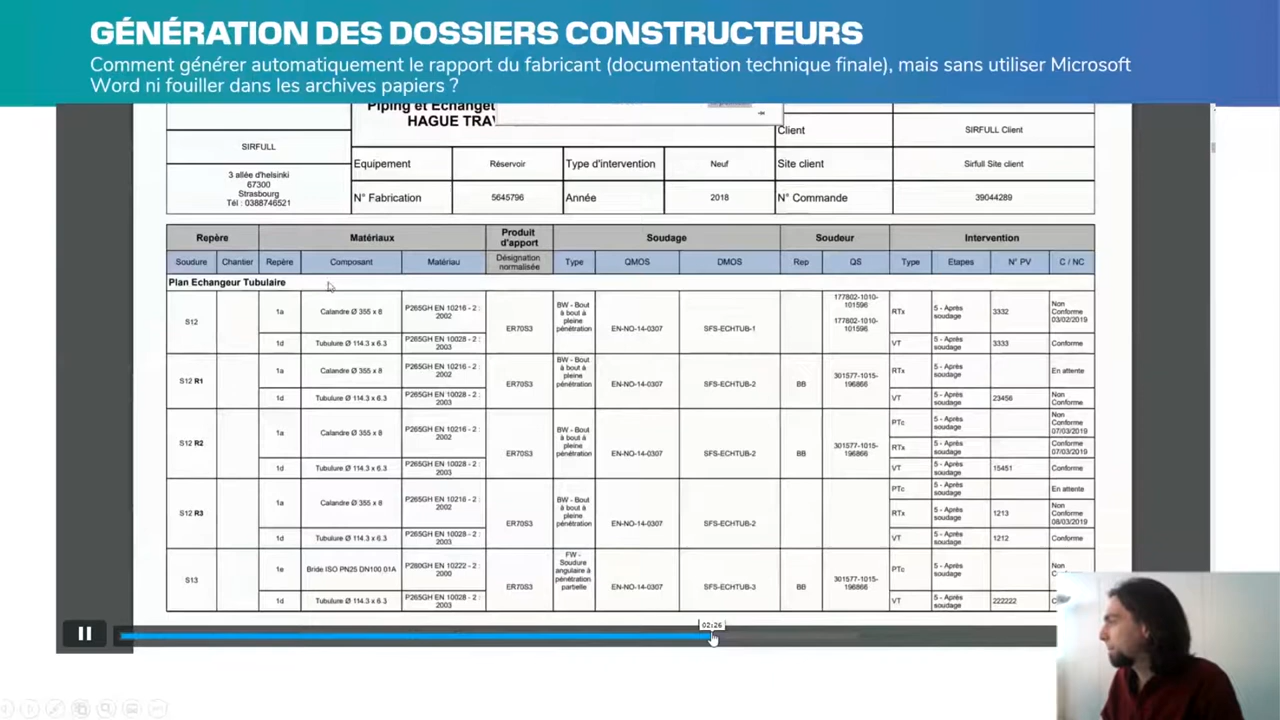 GÉNÉRATION DES DOSSIERS CONSTRUCTEURS
Comment générer automatiquement le rapport du fabricant (documentation technique finale), mais sans utiliser Microsoft
Word ni fouiller dans les archives papiers ?
Piping et Echanget
HAGUE TRAV
Client
SIRFULL Client
SIRFULL
Equipement
Réservoir
Type d'intervention
Neuf
Site client
Sirfull Site client
3 allée d'helsinki
67300
Strasbourg
Tél : 0388746521
N° Fabrication
5645796
Année
2018
N° Commande
39044289
Repère
Matériaux
Produit
d'apport
Soudage
Soudeur
Intervention
Soudure
Chantier
Repère
Composant
Matériau
Désignation
normalisée
Type
QMOS
DMOS
Rep
QS
Type
Etapes
N° PV
C / NC
Plan Echangeur Tubulaire
S12
1a
Calandre Ø 355 x 8
P265GH EN 10216 - 2 :
2002
ER70S3
BW - Bout
à bout à
pleine
pénétration
EN-NO-14-0307
SFS-ECHTUB-1
177802-1010-
101596
177802-1010-
101596
RTx
5 - Après
soudage
3332
Non
Conforme
03/02/2019
1d
Tubulure Ø 114.3 x 6.3
P265GH EN 10028 - 2 :
2003
VT
5 - Après
soudage
3333
Conforme
S12 R1
1a
Calandre Ø 355 x 8
P265GH EN 10216 - 2 :
2002
ER70S3
BW - Bout
à bout à
pleine
pénétration
EN-NO-14-0307
SFS-ECHTUB-2
BB
301577-1015-
196866
RTx
5 - Après
soudage
En attente
1d
Tubulure Ø 114.3 x 6.3
P265GH EN 10028 - 2 :
2003
VT
5 - Après
soudage
23456
Non
Conforme
S12 R2
1a
Calandre Ø 355 x 8
P265GH EN 10216 - 2 :
2002
ER70S3
BW - Bout
à bout à
pleine
pénétration
EN-NO-14-0307
SFS-ECHTUB-2
BB
301577-1015-
196866
PTc
5 - Après
soudage
Non
Conforme
07/03/2019
RTx
5 - Après
soudage
Conforme
07/03/2019
1d
Tubulure Ø 114.3 x 6.3
P265GH EN 10028 - 2 :
2003
VT
5 - Après
soudage
15451
Conforme
S12 R3
1a
Calandre Ø 355 x 8
P265GH EN 10216 - 2 :
2002
ER70S3
BW - Bout
à bout à
pleine
pénétration
EN-NO-14-0307
SFS-ECHTUB-2
PTc
5 - Après
soudage
En attente
RTx
5 - Après
soudage
1213
Non
Conforme
08/03/2019
1d
Tubulure Ø 114.3 x 6.3
P265GH EN 10028 - 2 :
2003
VT
5 - Après
soudage
1212
Conforme
S13
1e
Bride ISO PN25 DN100 01A
P280GH EN 10222 - 2 :
2000
ER70S3
FW -
Soudure
angulaire à
pénétration
partielle
EN-NO-14-0307
SFS-ECHTUB-3
BB
301577-1015-
196866
PTc
5 - Après
soudage
Non
1d
Tubulure Ø 114.3 x 6.3
P265GH EN 10028 - 2 :
2003
VT
5 - Après
soudage
222222
02:26